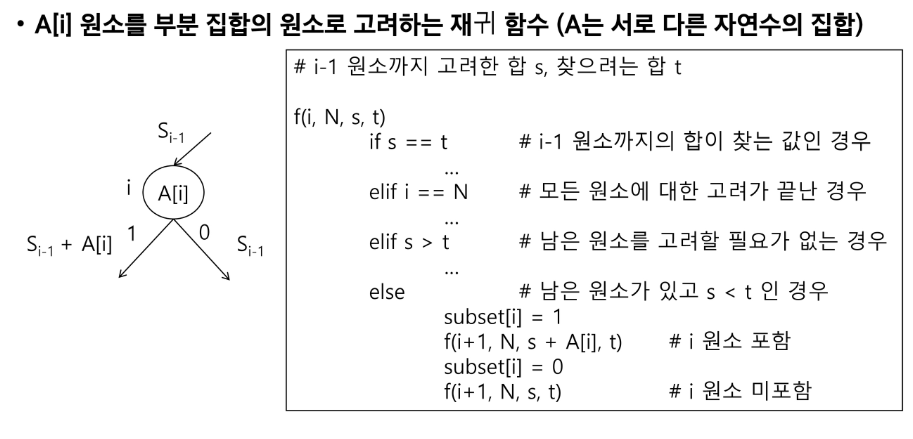 • A[i] 원소를 부분 집합의 원소로 고려하는 재귀 함수 (A는 서로 다른 자연수의 집합)
# i-1 원소까지 고려한 합 s, 찾으려는 합 t
f(i, N, s, t)
if s == t # i-1 원소까지의 합이 찾는 값인 경우
...
elif i == N # 모든 원소에 대한 고려가 끝난 경우
...
elif s > t # 남은 원소를 고려할 필요가 없는 경우
...
else # 남은 원소가 있고 s < t 인 경우
subset[i] = 1
f(i+1, N, s + A[i], t) # i 원소 포함
subset[i] = 0
f(i+1, N, s, t) # i 원소 미포함
Si-1
i A[i]
Si-1 + A[i] 1 0 Si-1